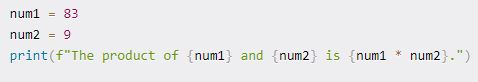 num1 = 83
num2 = 9
print(f"The product of {num1} and {num2} is {num1 * num2}.")